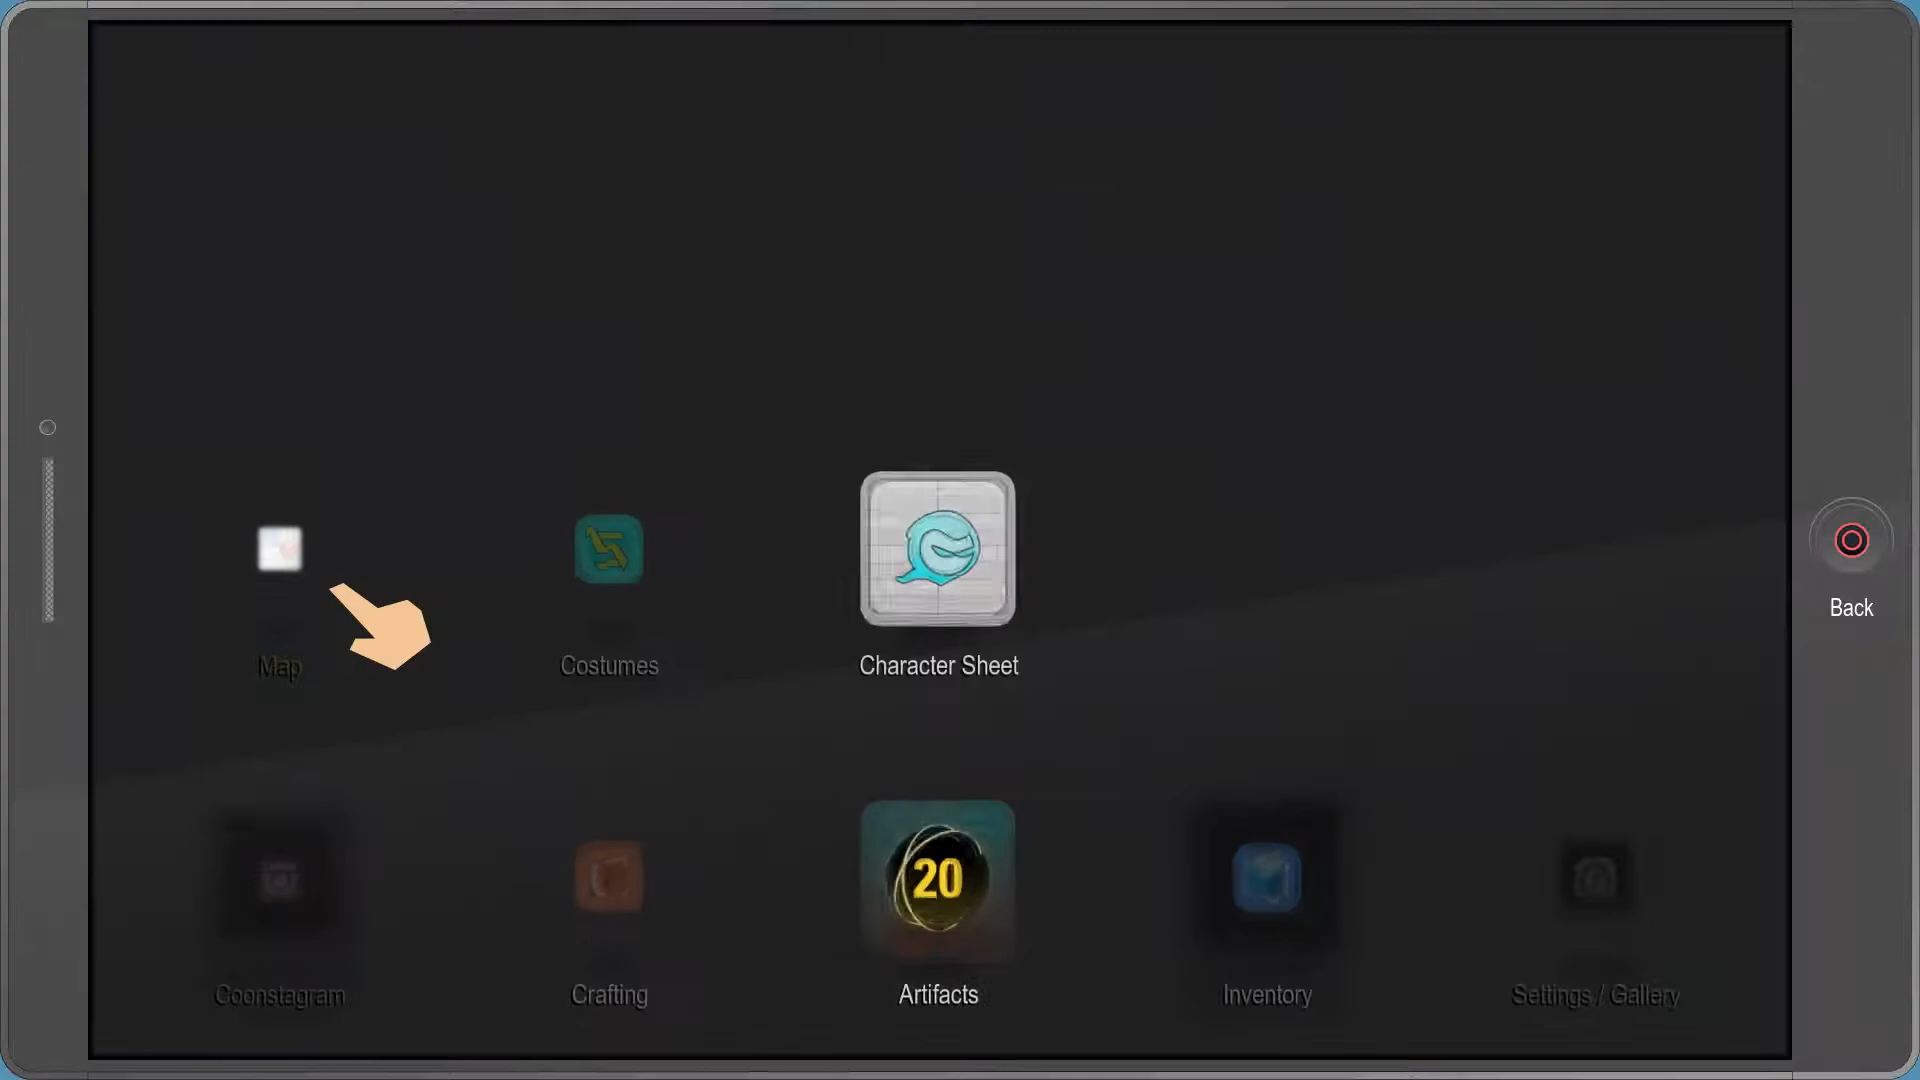 Back
Map
Costumes
Character Sheet
20
Coonstagram
Crafting
Artifacts
Inventory
Settings / Gallery